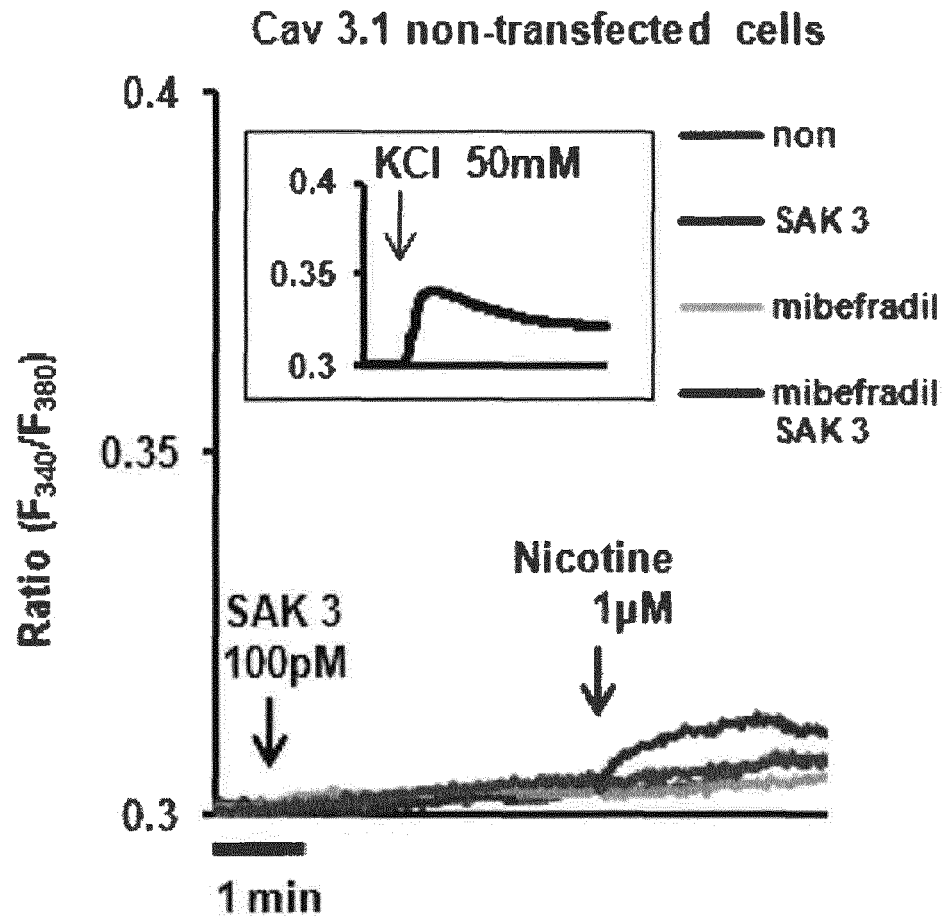 Cav 3.1 non-transfected cells
0.4
0.35
0.3
Ratio (F340/F380)
KCl 50mM
0.4
0.35
0.3
non
SAK 3
mibefradil
mibefradil
SAK 3
SAK 3
100pM
Nicotine
1μM
1 min